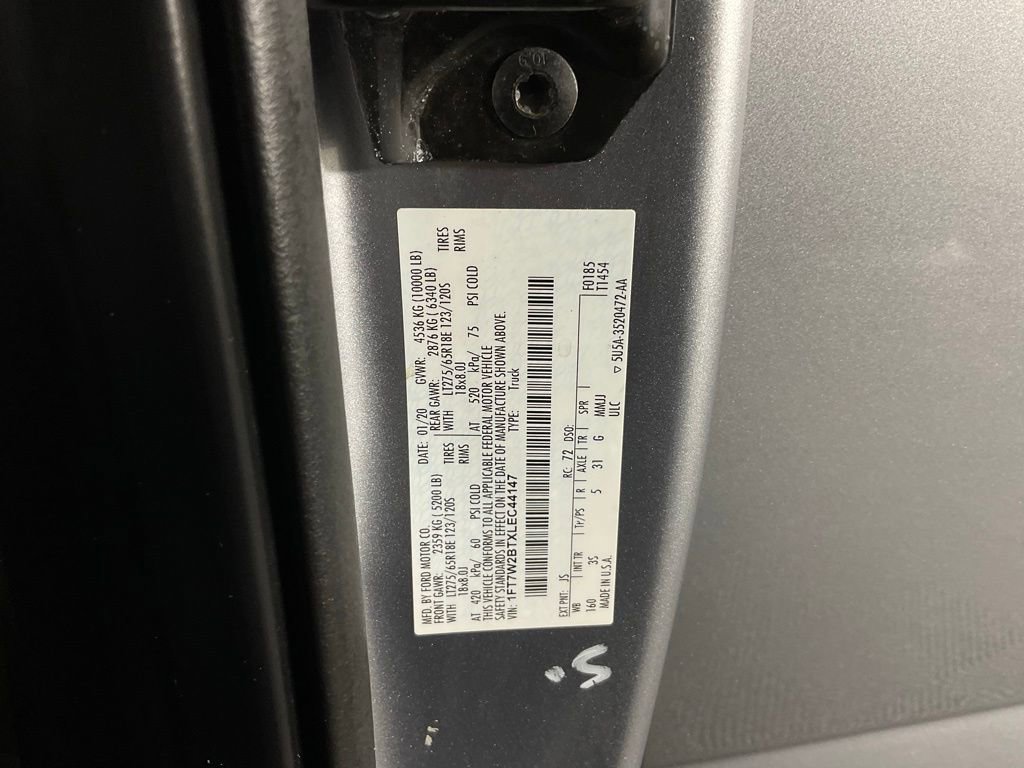 MFD. BY FORD MOTOR CO.
DATE: 01/20 GVWR: 4536 KG (10000 LB)
FRONT GAWR: 2359 KG ( 5200 LB)
REAR GAWR: 2876 KG ( 6340 LB)
WITH LT275/65R18E 123/120S TIRES
WITH LT275/65R18E 123/120S TIRES
18x8.0J RIMS
18x8.0J RIMS
AT 420 kPa/ 60 PSI COLD
AT 520 kPa/ 75 PSI COLD
THIS VEHICLE CONFORMS TO ALL APPLICABLE FEDERAL MOTOR VEHICLE
SAFETY STANDARDS IN EFFECT ON THE DATE OF MANUFACTURE SHOWN ABOVE.
VIN: 1FT7W2BTXLEC44147
TYPE: Truck
F0185
T1454
EXT PNT: JS RC: 72 DSO:
WB INT TR Tr/PS R AXLE TR SPR
160 3S 5 31 G MMJJ
MADE IN U.S.A. ULC
▽ 5U5A-3520472-AA
10.9
S